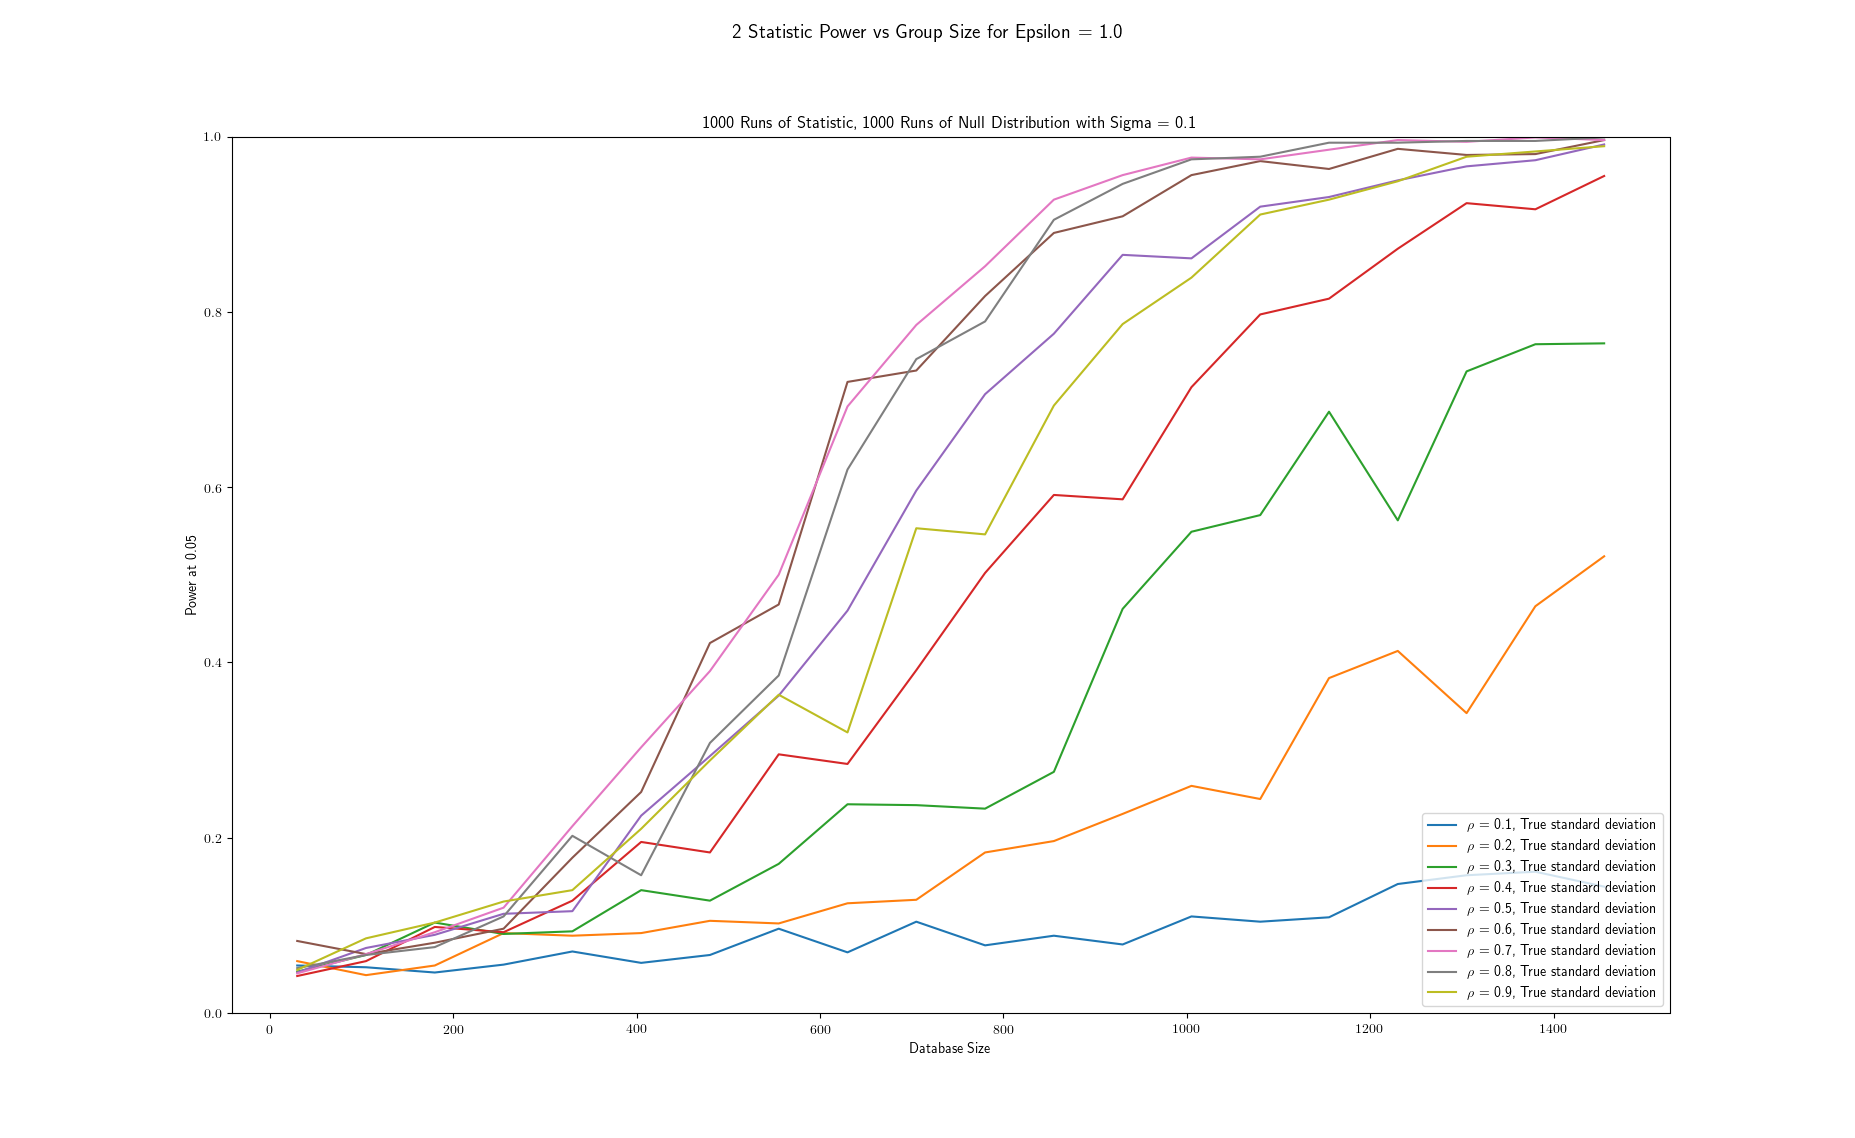 2 Statistic Power vs Group Size for Epsilon = 1.0
1000 Runs of Statistic, 1000 Runs of Null Distribution with Sigma = 0.1
1.0
0.8
0.6
0.4
0.2
0.0
Power at 0.05
ρ = 0.1, True standard deviation
ρ = 0.2, True standard deviation
ρ = 0.3, True standard deviation
ρ = 0.4, True standard deviation
ρ = 0.5, True standard deviation
ρ = 0.6, True standard deviation
ρ = 0.7, True standard deviation
ρ = 0.8, True standard deviation
ρ = 0.9, True standard deviation
0 200 400 600 800 1000 1200 1400
Database Size